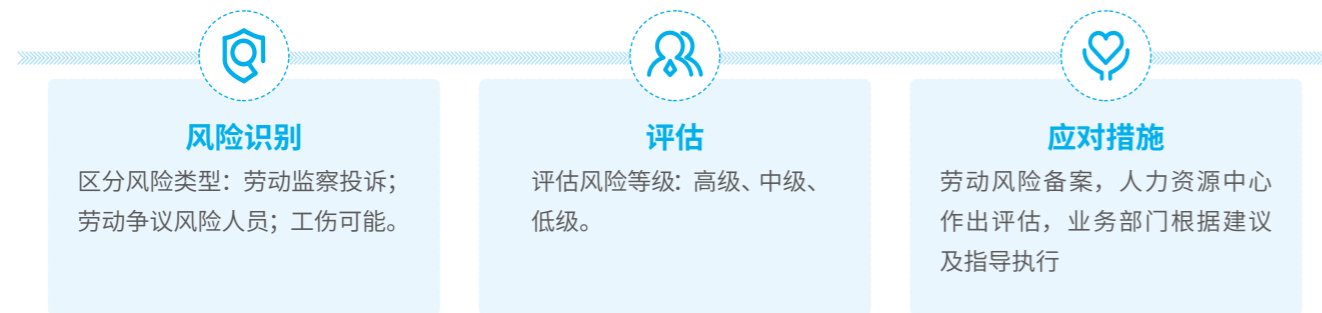 风险识别
区分风险类型：劳动监察投诉；
劳动争议风险人员；工伤可能。
评估
评估风险等级：高级、中级、
低级。
应对措施
劳动风险备案，人力资源中心
作出评估，业务部门根据建议
及指导执行